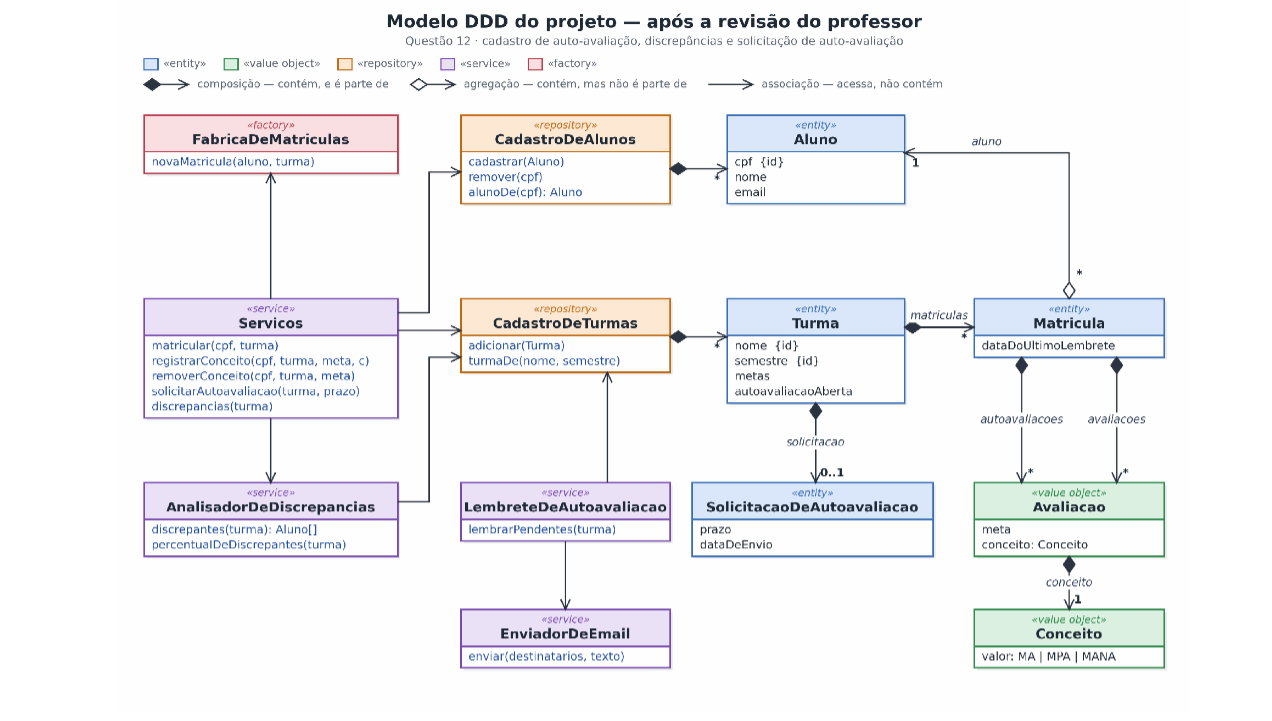 Modelo DDD do projeto — após a revisão do professor
Questão 12 · cadastro de auto-avaliação, discrepâncias e solicitação de auto-avaliação
«entity» «value object» «repository» «service» «factory»
composição — contém, e é parte de agregação — contém, mas não é parte de associação — acessa, não contém
«factory»
FabricaDeMatriculas
novaMatricula(aluno, turma)
«repository»
CadastroDeAlunos
cadastrar(Aluno)
remover(cpf)
alunoDe(cpf): Aluno
*
«entity»
Aluno
cpf {id}
nome
email
aluno
1
*
«service»
Servicos
matricular(cpf, turma)
registrarConceito(cpf, turma, meta, c)
removerConceito(cpf, turma, meta)
solicitarAutoavaliacao(turma, prazo)
discrepancias(turma)
«repository»
CadastroDeTurmas
adicionar(Turma)
turmaDe(nome, semestre)
*
«entity»
Turma
nome {id}
semestre {id}
metas
autoavaliacaoAberta
matriculas
*
«entity»
Matricula
dataDoUltimoLembrete
solicitacao
0..1
autoavaliacoes
*
avaliacoes
*
«service»
AnalisadorDeDiscrepancias
discrepantes(turma): Aluno[]
percentualDeDiscrepantes(turma)
«service»
LembreteDeAutoavaliacao
lembrarPendentes(turma)
«entity»
SolicitacaoDeAutoavaliacao
prazo
dataDeEnvio
«value object»
Avaliacao
meta
conceito: Conceito
conceito
1
«service»
EnviadorDeEmail
enviar(destinatarios, texto)
«value object»
Conceito
valor: MA | MPA | MANA